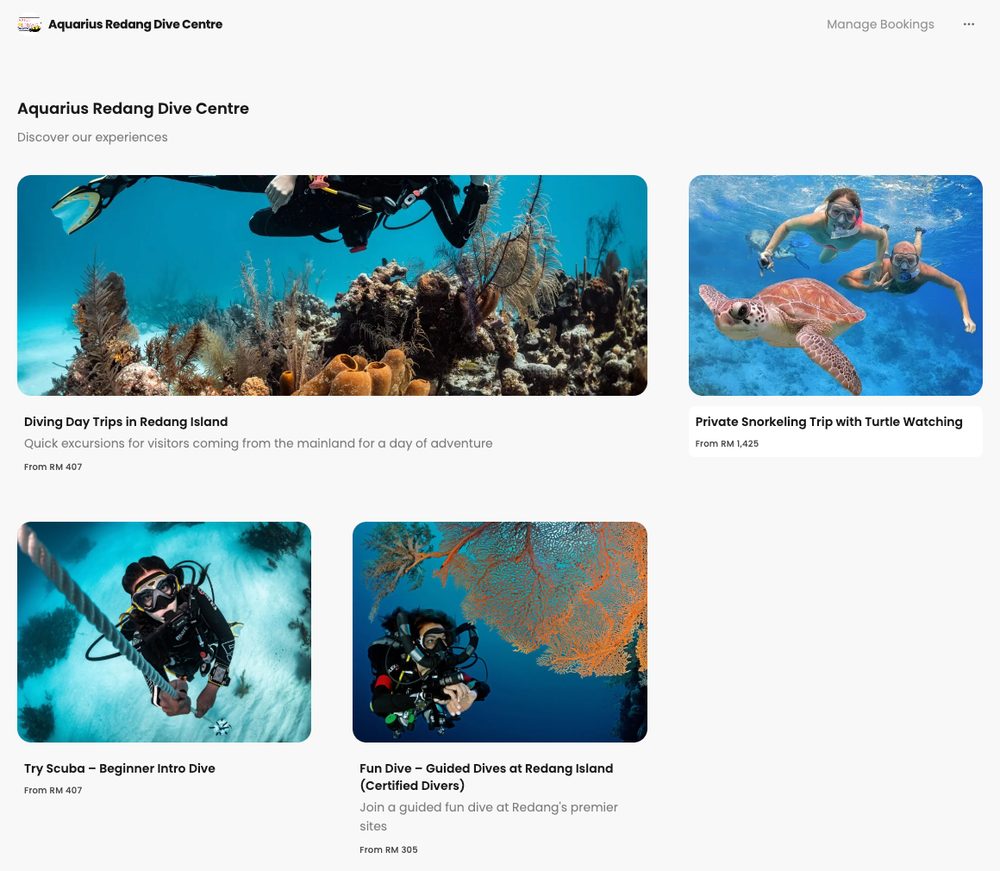 Aquarius Redang Dive Centre
Manage Bookings
...
Aquarius Redang Dive Centre
Discover our experiences
Diving Day Trips in Redang Island
Quick excursions for visitors coming from the mainland for a day of adventure
From RM 407
Private Snorkeling Trip with Turtle Watching
From RM 1,425
Try Scuba – Beginner Intro Dive
From RM 407
Fun Dive – Guided Dives at Redang Island
(Certified Divers)
Join a guided fun dive at Redang's premier
sites
From RM 305